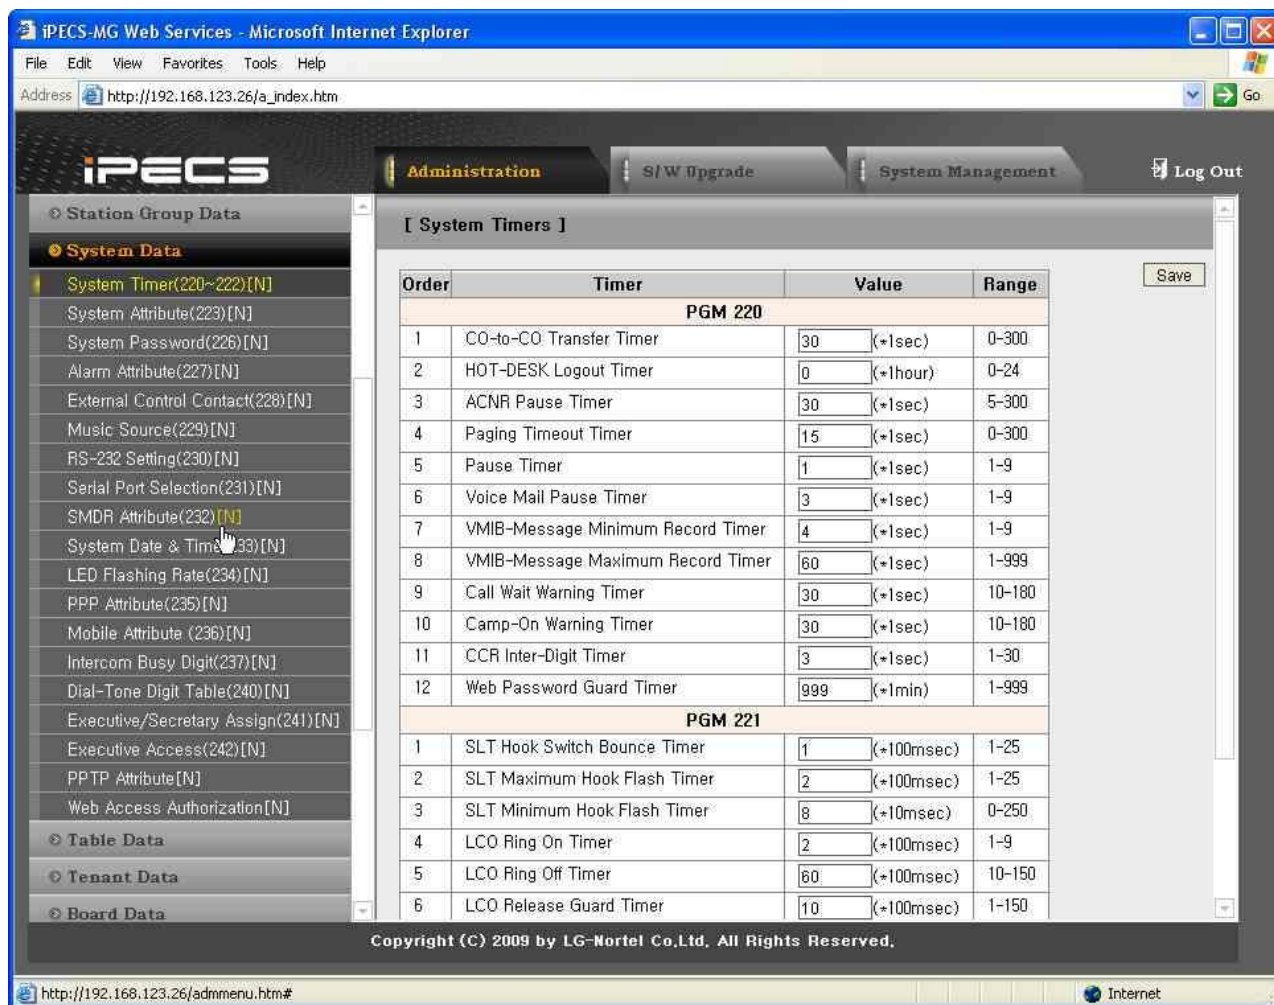 iPECS-MG Web Services - Microsoft Internet Explorer
File Edit View Favorites Tools Help
Address http://192.168.123.26/a_index.htm Go
iPECS Administration S/W Upgrade System Management Log Out
Station Group Data
System Data
System Timer(220~222)[N]
System Attribute(223)[N]
System Password(226)[N]
Alarm Attribute(227)[N]
External Control Contact(228)[N]
Music Source(229)[N]
RS-232 Setting(230)[N]
Serial Port Selection(231)[N]
SMDR Attribute(232)[N]
System Date & Time 33)[N]
LED Flashing Rate(234)[N]
PPP Attribute(235)[N]
Mobile Attribute (236)[N]
Intercom Busy Digit(237)[N]
Dial-Tone Digit Table(240)[N]
Executive/Secretary Assign(241)[N]
Executive Access(242)[N]
PPTP Attribute[N]
Web Access Authorization[N]
Table Data
Tenant Data
Board Data
[ System Timers ]
Save
Order Timer Value Range
PGM 220
1 CO-to-CO Transfer Timer 30 (*1sec) 0-300
2 HOT-DESK Logout Timer 0 (*1hour) 0-24
3 ACNR Pause Timer 30 (*1sec) 5-300
4 Paging Timeout Timer 15 (*1sec) 0-300
5 Pause Timer 1 (*1sec) 1-9
6 Voice Mail Pause Timer 3 (*1sec) 1-9
7 VMIB-Message Minimum Record Timer 4 (*1sec) 1-9
8 VMIB-Message Maximum Record Timer 60 (*1sec) 1-999
9 Call Wait Warning Timer 30 (*1sec) 10-180
10 Camp-On Warning Timer 30 (*1sec) 10-180
11 CCR Inter-Digit Timer 3 (*1sec) 1-30
12 Web Password Guard Timer 999 (*1min) 1-999
PGM 221
1 SLT Hook Switch Bounce Timer 1 (*100msec) 1-25
2 SLT Maximum Hook Flash Timer 2 (*100msec) 1-25
3 SLT Minimum Hook Flash Timer 8 (*10msec) 0-250
4 LCO Ring On Timer 2 (*100msec) 1-9
5 LCO Ring Off Timer 60 (*100msec) 10-150
6 LCO Release Guard Timer 10 (*100msec) 1-150
Copyright (C) 2009 by LG-Nortel Co,Ltd, All Rights Reserved,
http://192.168.123.26/admmenu.htm# Internet